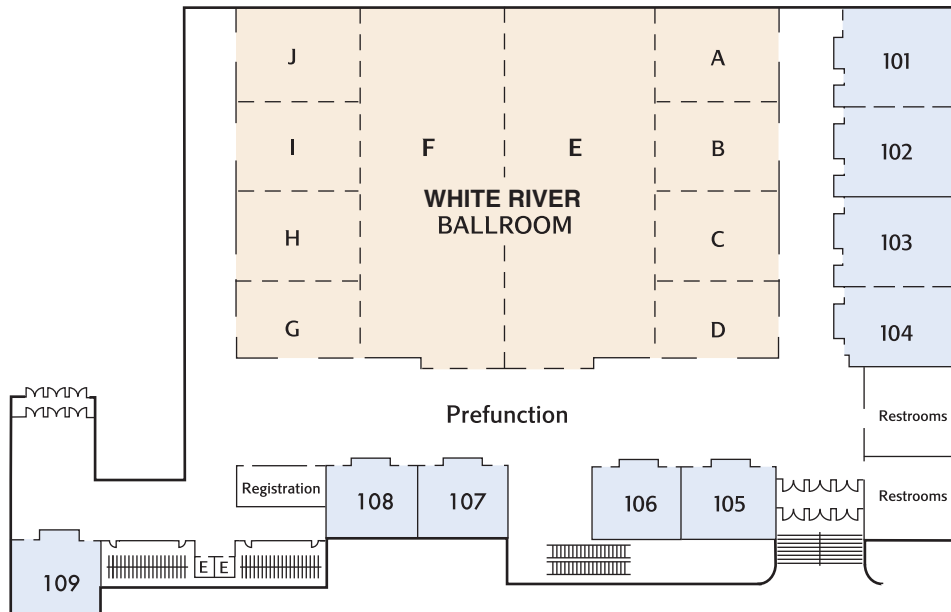 J
A
101
I
F
E
B
102
WHITE RIVER
BALLROOM
H
C
103
G
D
104
Prefunction
Restrooms
Registration
108
107
106
105
Restrooms
E E
109